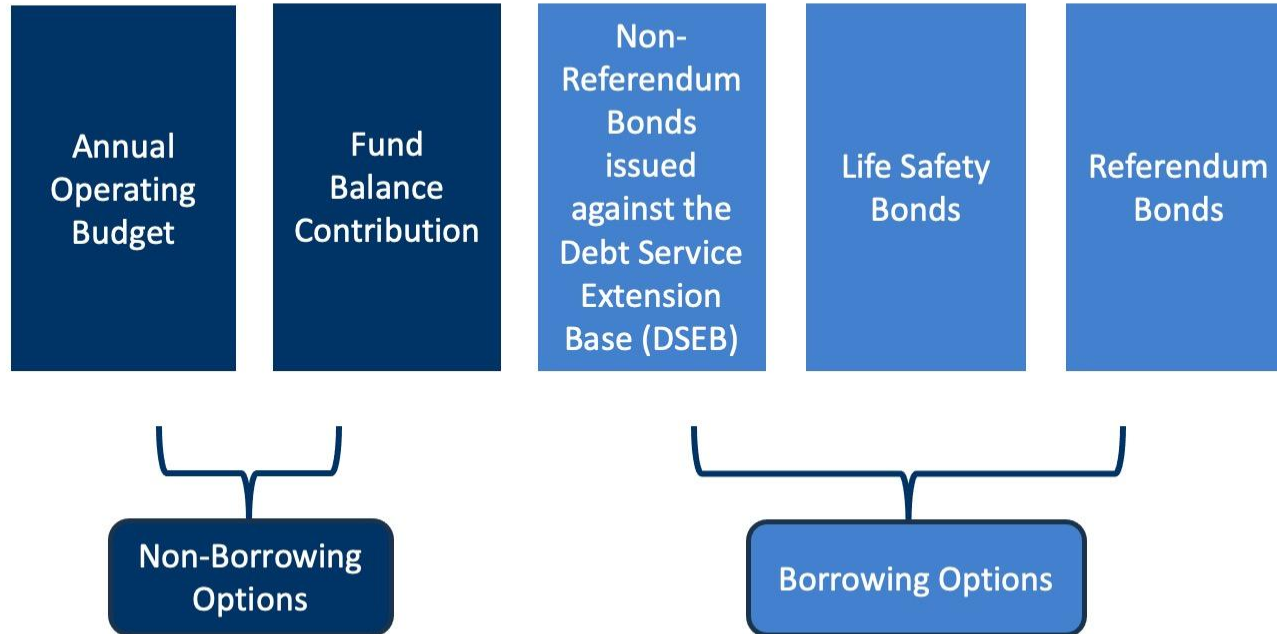 Annual
Operating
Budget
Fund
Balance
Contribution
Non-
Referendum
Bonds
issued
against the
Debt Service
Extension
Base (DSEB)
Life Safety
Bonds
Referendum
Bonds
Non-Borrowing
Options
Borrowing Options